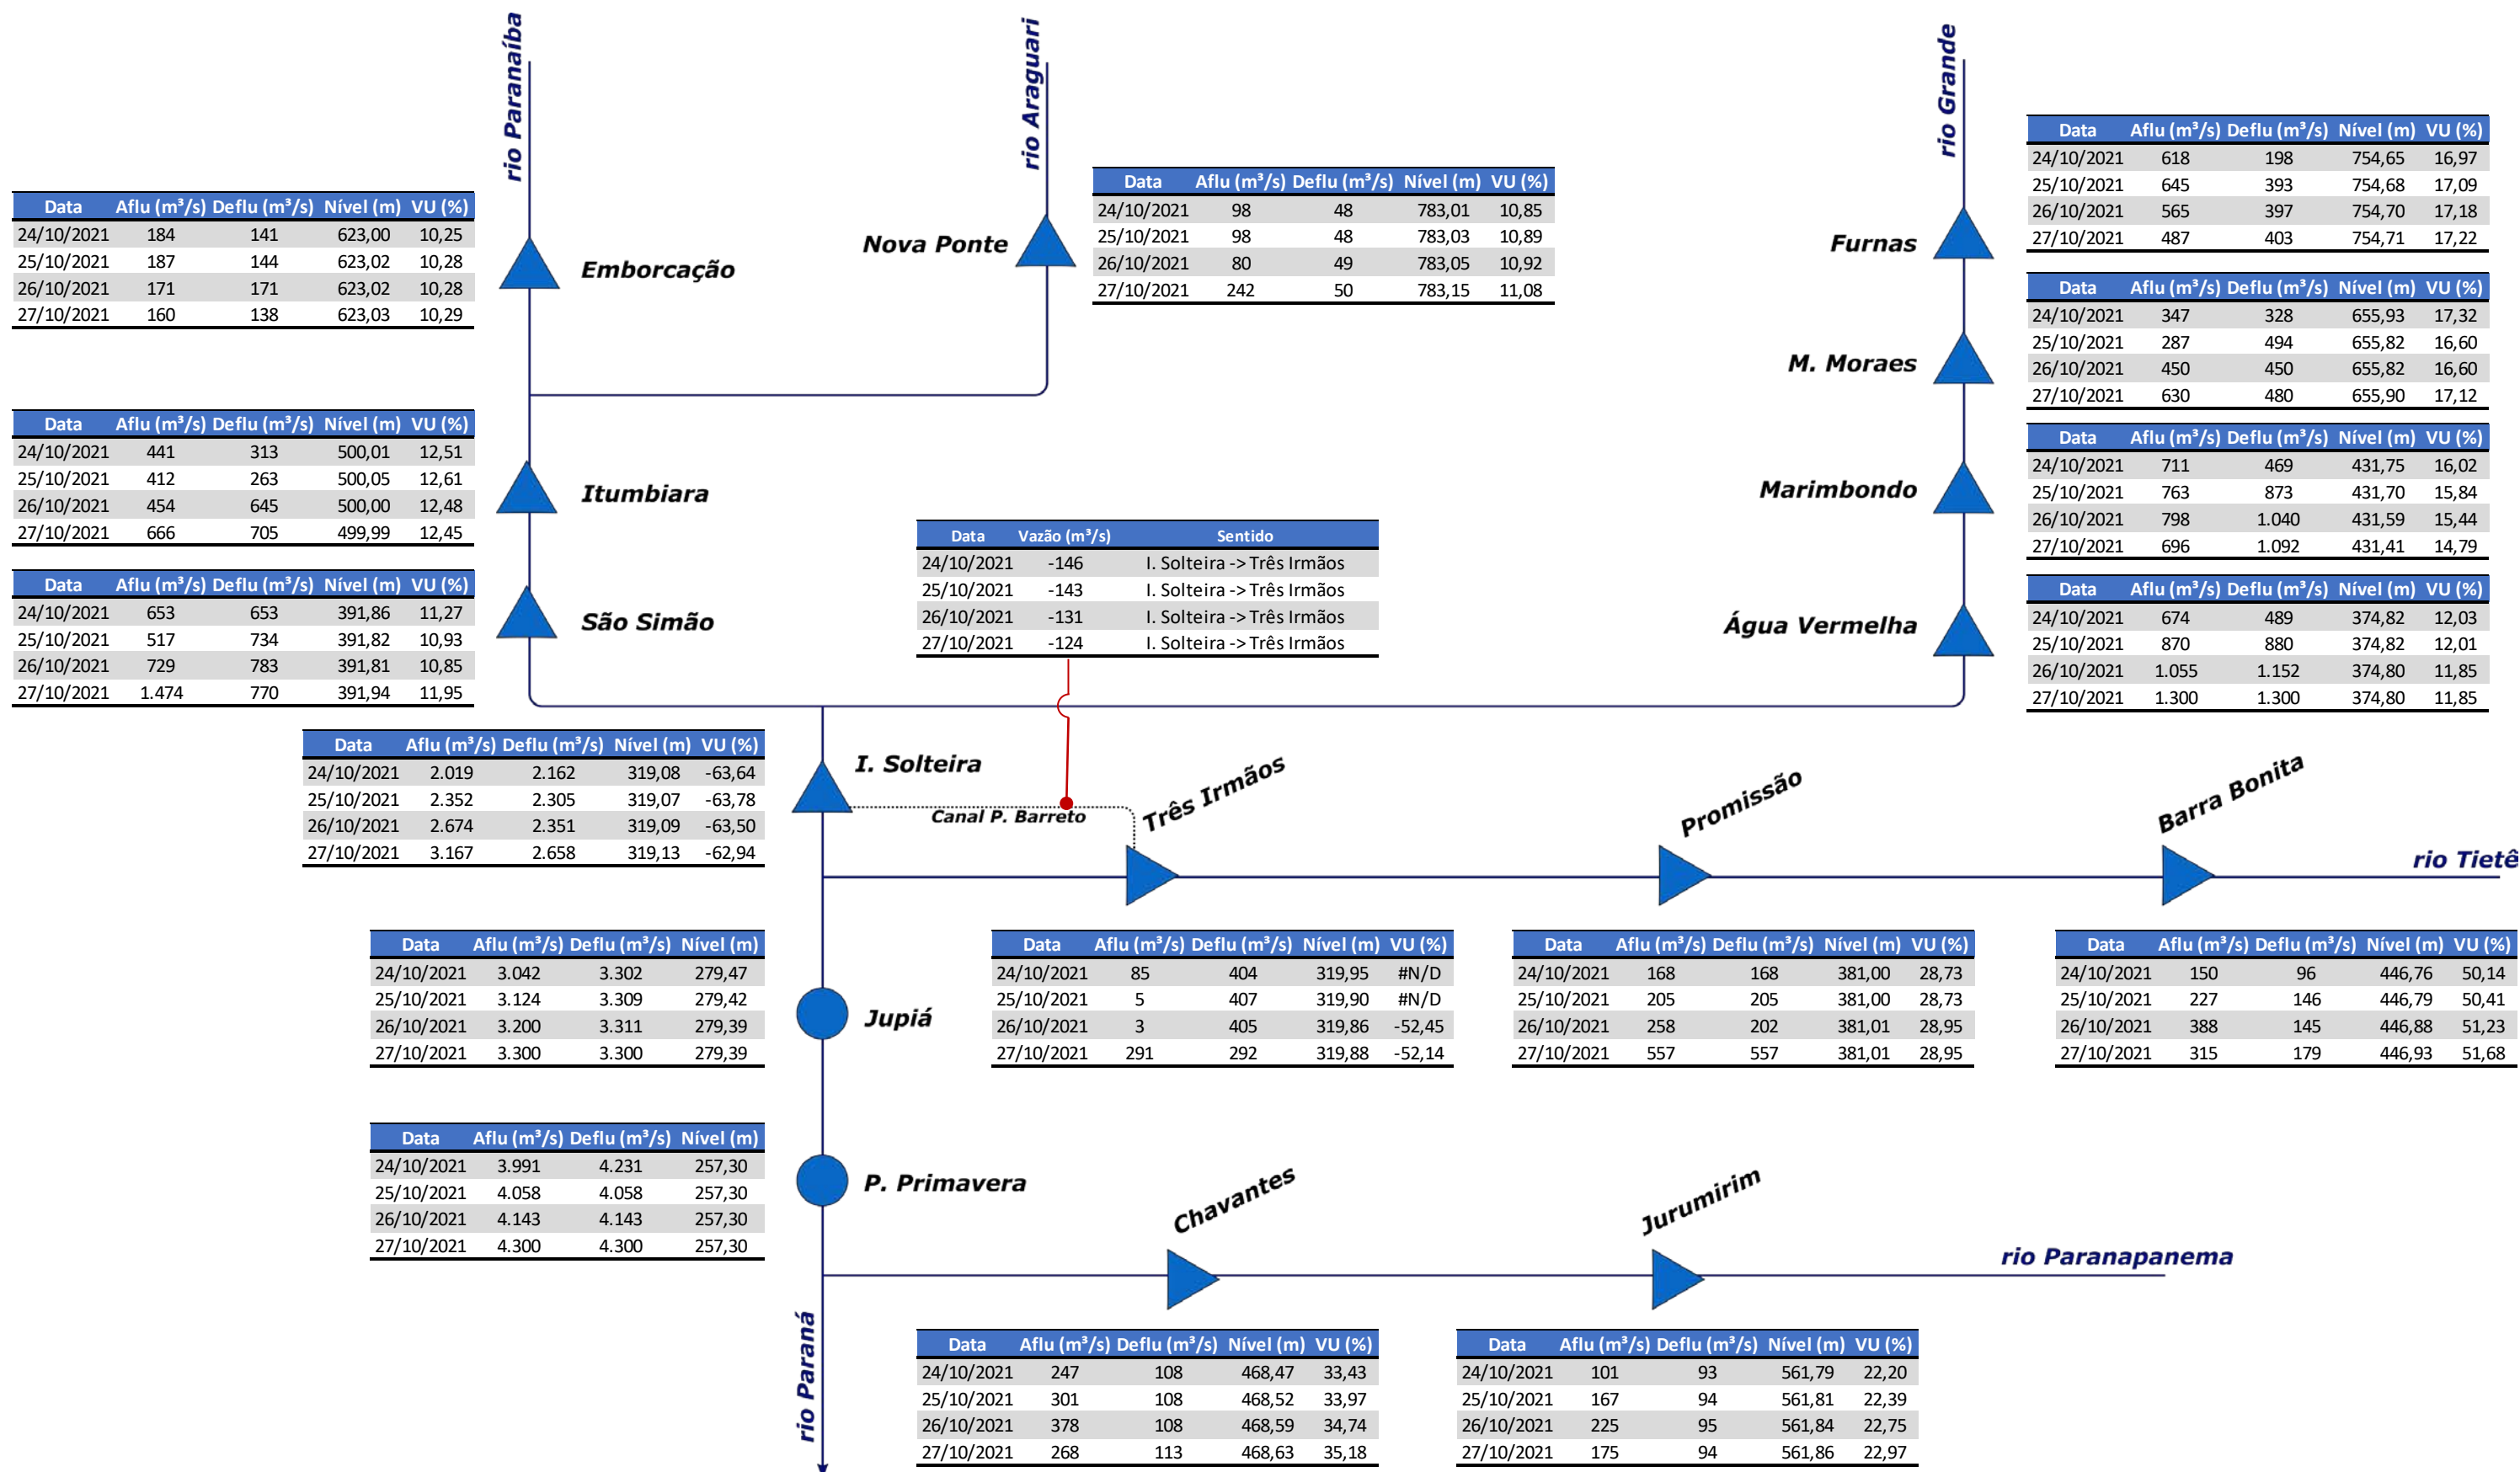 rio Paranaíba
rio Araguari
rio Grande
Data Aflu (m³/s) Deflu (m³/s) Nível (m) VU (%)
24/10/2021 618 198 754,65 16,97
25/10/2021 645 393 754,68 17,09
26/10/2021 565 397 754,70 17,18
27/10/2021 487 403 754,71 17,22
Furnas
Data Aflu (m³/s) Deflu (m³/s) Nível (m) VU (%)
24/10/2021 98 48 783,01 10,85
25/10/2021 98 48 783,03 10,89
26/10/2021 80 49 783,05 10,92
27/10/2021 242 50 783,15 11,08
Nova Ponte
Data Aflu (m³/s) Deflu (m³/s) Nível (m) VU (%)
24/10/2021 184 141 623,00 10,25
25/10/2021 187 144 623,02 10,28
26/10/2021 171 171 623,02 10,28
27/10/2021 160 138 623,03 10,29
Emborcação
Data Aflu (m³/s) Deflu (m³/s) Nível (m) VU (%)
24/10/2021 347 328 655,93 17,32
25/10/2021 287 494 655,82 16,60
26/10/2021 450 450 655,82 16,60
27/10/2021 630 480 655,90 17,12
M. Moraes
Data Aflu (m³/s) Deflu (m³/s) Nível (m) VU (%)
24/10/2021 441 313 500,01 12,51
25/10/2021 412 263 500,05 12,61
26/10/2021 454 645 500,00 12,48
27/10/2021 666 705 499,99 12,45
Itumbiara
Data Aflu (m³/s) Deflu (m³/s) Nível (m) VU (%)
24/10/2021 711 469 431,75 16,02
25/10/2021 763 873 431,70 15,84
26/10/2021 798 1.040 431,59 15,44
27/10/2021 696 1.092 431,41 14,79
Marimbondo
Data Vazão (m³/s) Sentido
24/10/2021 -146 I. Solteira -> Três Irmãos
25/10/2021 -143 I. Solteira -> Três Irmãos
26/10/2021 -131 I. Solteira -> Três Irmãos
27/10/2021 -124 I. Solteira -> Três Irmãos
Data Aflu (m³/s) Deflu (m³/s) Nível (m) VU (%)
24/10/2021 653 653 391,86 11,27
25/10/2021 517 734 391,82 10,93
26/10/2021 729 783 391,81 10,85
27/10/2021 1.474 770 391,94 11,95
São Simão
Data Aflu (m³/s) Deflu (m³/s) Nível (m) VU (%)
24/10/2021 674 489 374,82 12,03
25/10/2021 870 880 374,82 12,01
26/10/2021 1.055 1.152 374,80 11,85
27/10/2021 1.300 1.300 374,80 11,85
Água Vermelha
Data Aflu (m³/s) Deflu (m³/s) Nível (m) VU (%)
24/10/2021 2.019 2.162 319,08 -63,64
25/10/2021 2.352 2.305 319,07 -63,78
26/10/2021 2.674 2.351 319,09 -63,50
27/10/2021 3.167 2.658 319,13 -62,94
I. Solteira
Canal P. Barreto
Três Irmãos
Promissão
Barra Bonita
rio Tietê
Data Aflu (m³/s) Deflu (m³/s) Nível (m)
24/10/2021 3.042 3.302 279,47
25/10/2021 3.124 3.309 279,42
26/10/2021 3.200 3.311 279,39
27/10/2021 3.300 3.300 279,39
Jupiá
Data Aflu (m³/s) Deflu (m³/s) Nível (m) VU (%)
24/10/2021 85 404 319,95 #N/D
25/10/2021 5 407 319,90 #N/D
26/10/2021 3 405 319,86 -52,45
27/10/2021 291 292 319,88 -52,14
Data Aflu (m³/s) Deflu (m³/s) Nível (m) VU (%)
24/10/2021 168 168 381,00 28,73
25/10/2021 205 205 381,00 28,73
26/10/2021 258 202 381,01 28,95
27/10/2021 557 557 381,01 28,95
Data Aflu (m³/s) Deflu (m³/s) Nível (m) VU (%)
24/10/2021 150 96 446,76 50,14
25/10/2021 227 146 446,79 50,41
26/10/2021 388 145 446,88 51,23
27/10/2021 315 179 446,93 51,68
Data Aflu (m³/s) Deflu (m³/s) Nível (m)
24/10/2021 3.991 4.231 257,30
25/10/2021 4.058 4.058 257,30
26/10/2021 4.143 4.143 257,30
27/10/2021 4.300 4.300 257,30
P. Primavera
Chavantes
Jurumirim
rio Paranapanema
rio Paraná
Data Aflu (m³/s) Deflu (m³/s) Nível (m) VU (%)
24/10/2021 247 108 468,47 33,43
25/10/2021 301 108 468,52 33,97
26/10/2021 378 108 468,59 34,74
27/10/2021 268 113 468,63 35,18
Data Aflu (m³/s) Deflu (m³/s) Nível (m) VU (%)
24/10/2021 101 93 561,79 22,20
25/10/2021 167 94 561,81 22,39
26/10/2021 225 95 561,84 22,75
27/10/2021 175 94 561,86 22,97